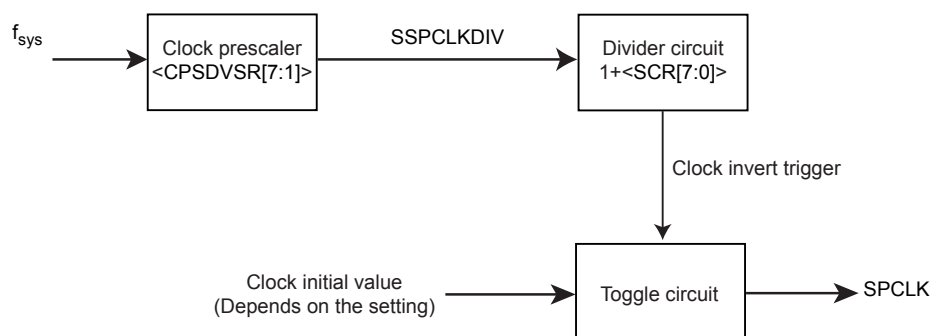 fsys
Clock prescaler
<CPSDVSR[7:1]>
SSPCLKDIV
Divider circuit
1+<SCR[7:0]>
Clock invert trigger
Clock initial value
(Depends on the setting)
Toggle circuit
SPCLK